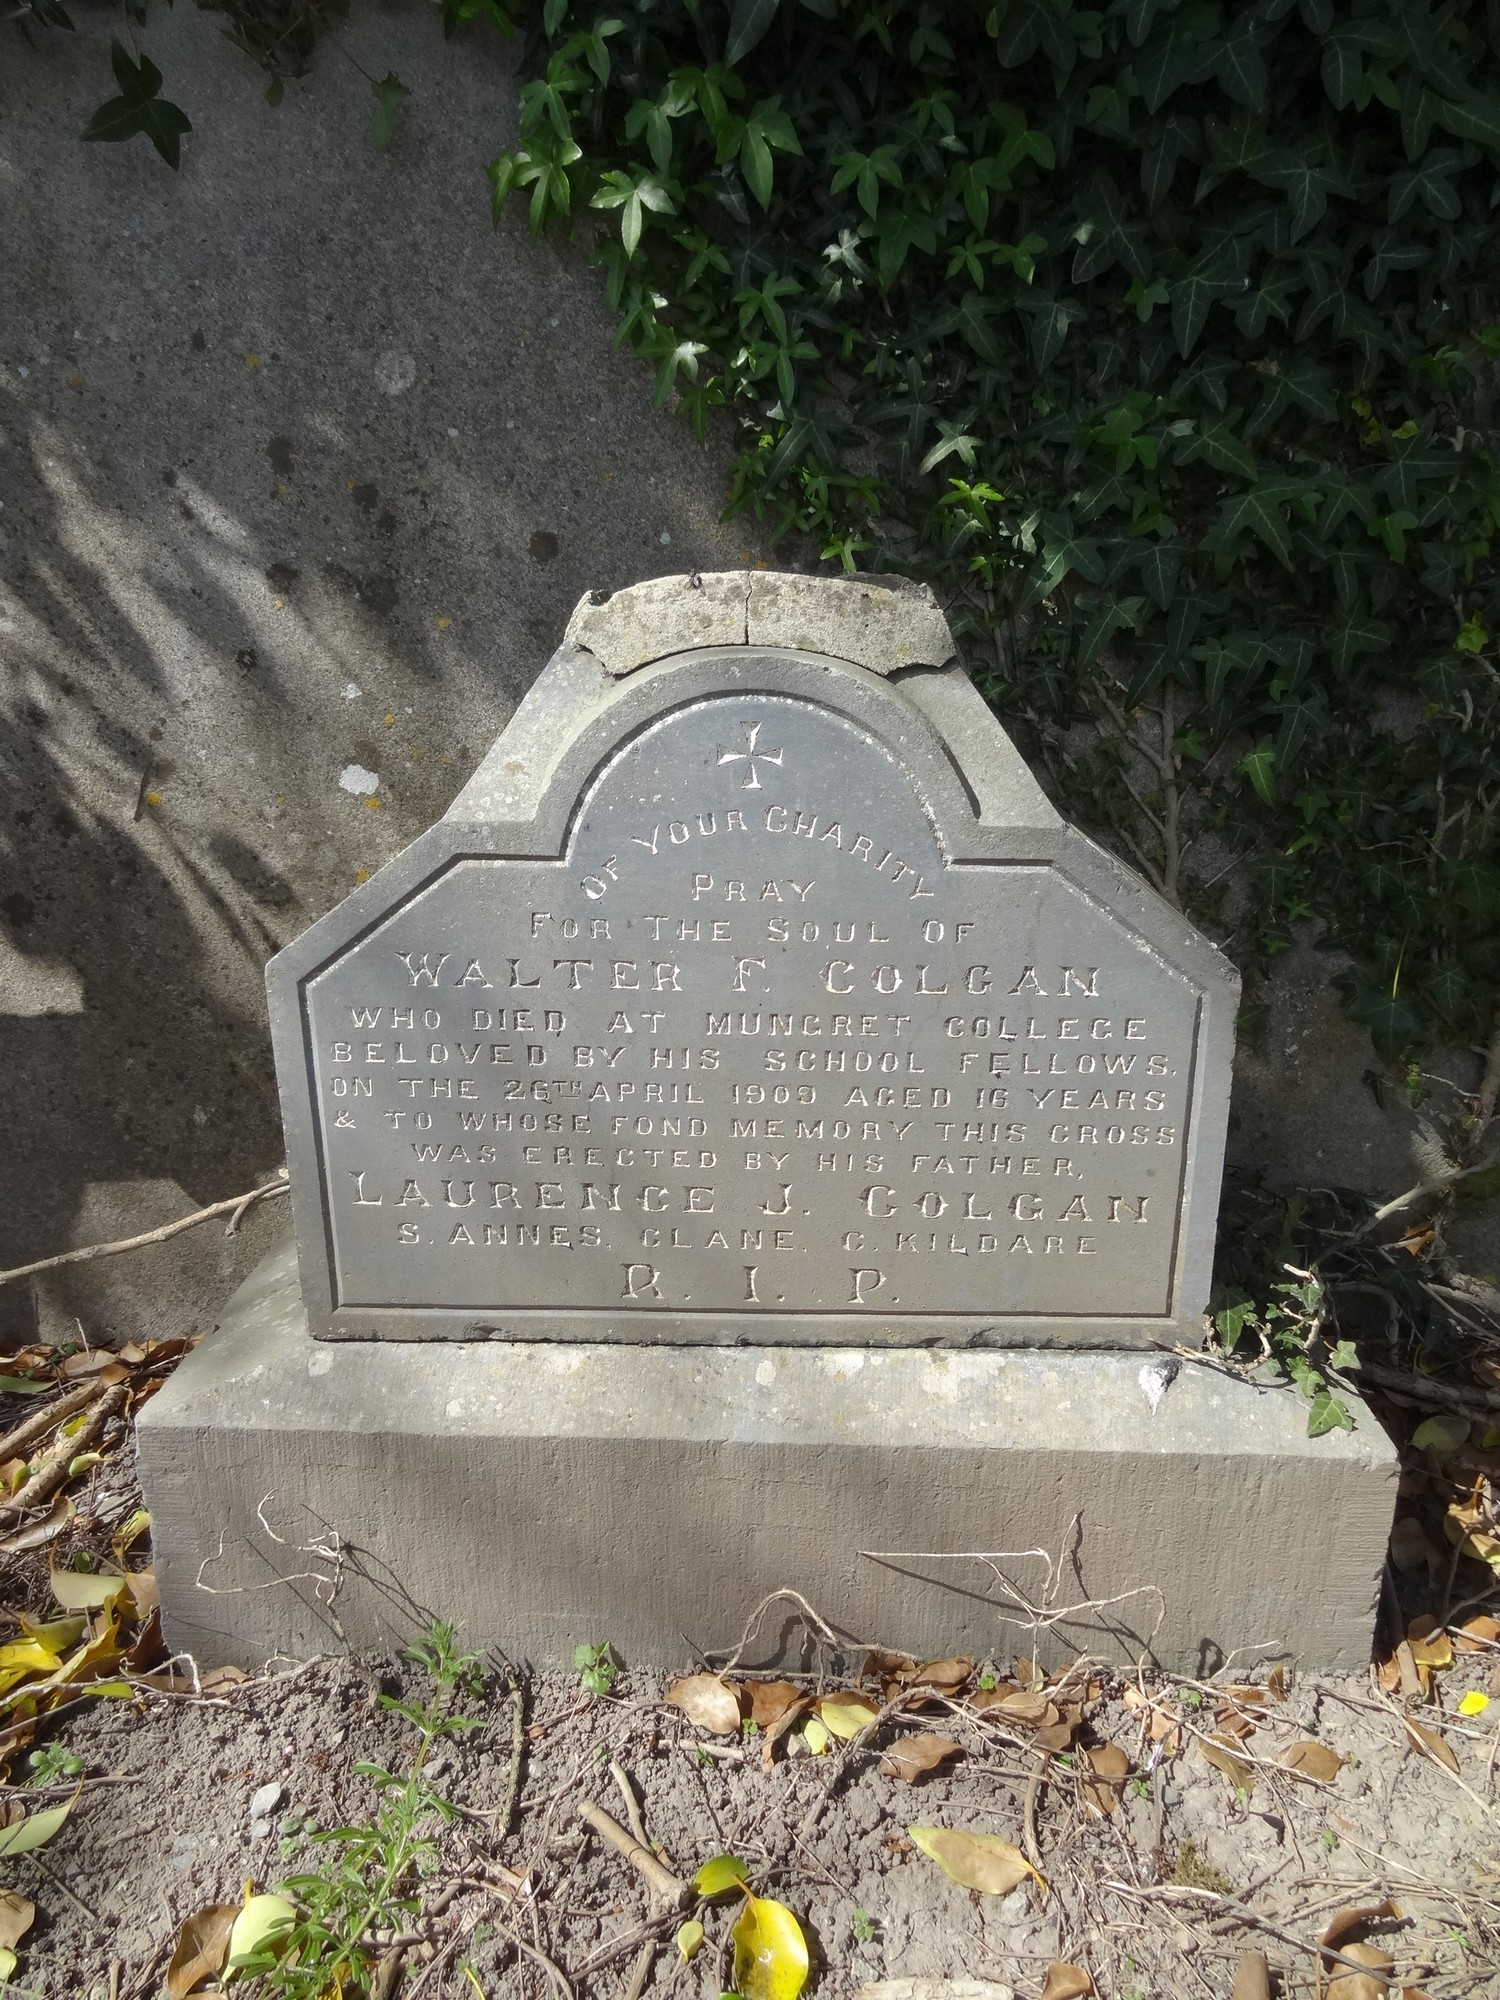 OF YOUR CHARITY
PRAY
FOR THE SOUL OF
WALTER F. COLGAN
WHO DIED AT MUNGRET COLLEGE
BELOVED BY HIS SCHOOL FELLOWS.
ON THE 26TH APRIL 1909 AGED 16 YEARS
& TO WHOSE FOND MEMORY THIS CROSS
WAS ERECTED BY HIS FATHER,
LAURENCE J. COLGAN
S. ANNES, CLANE, C. KILDARE
R. I. P.